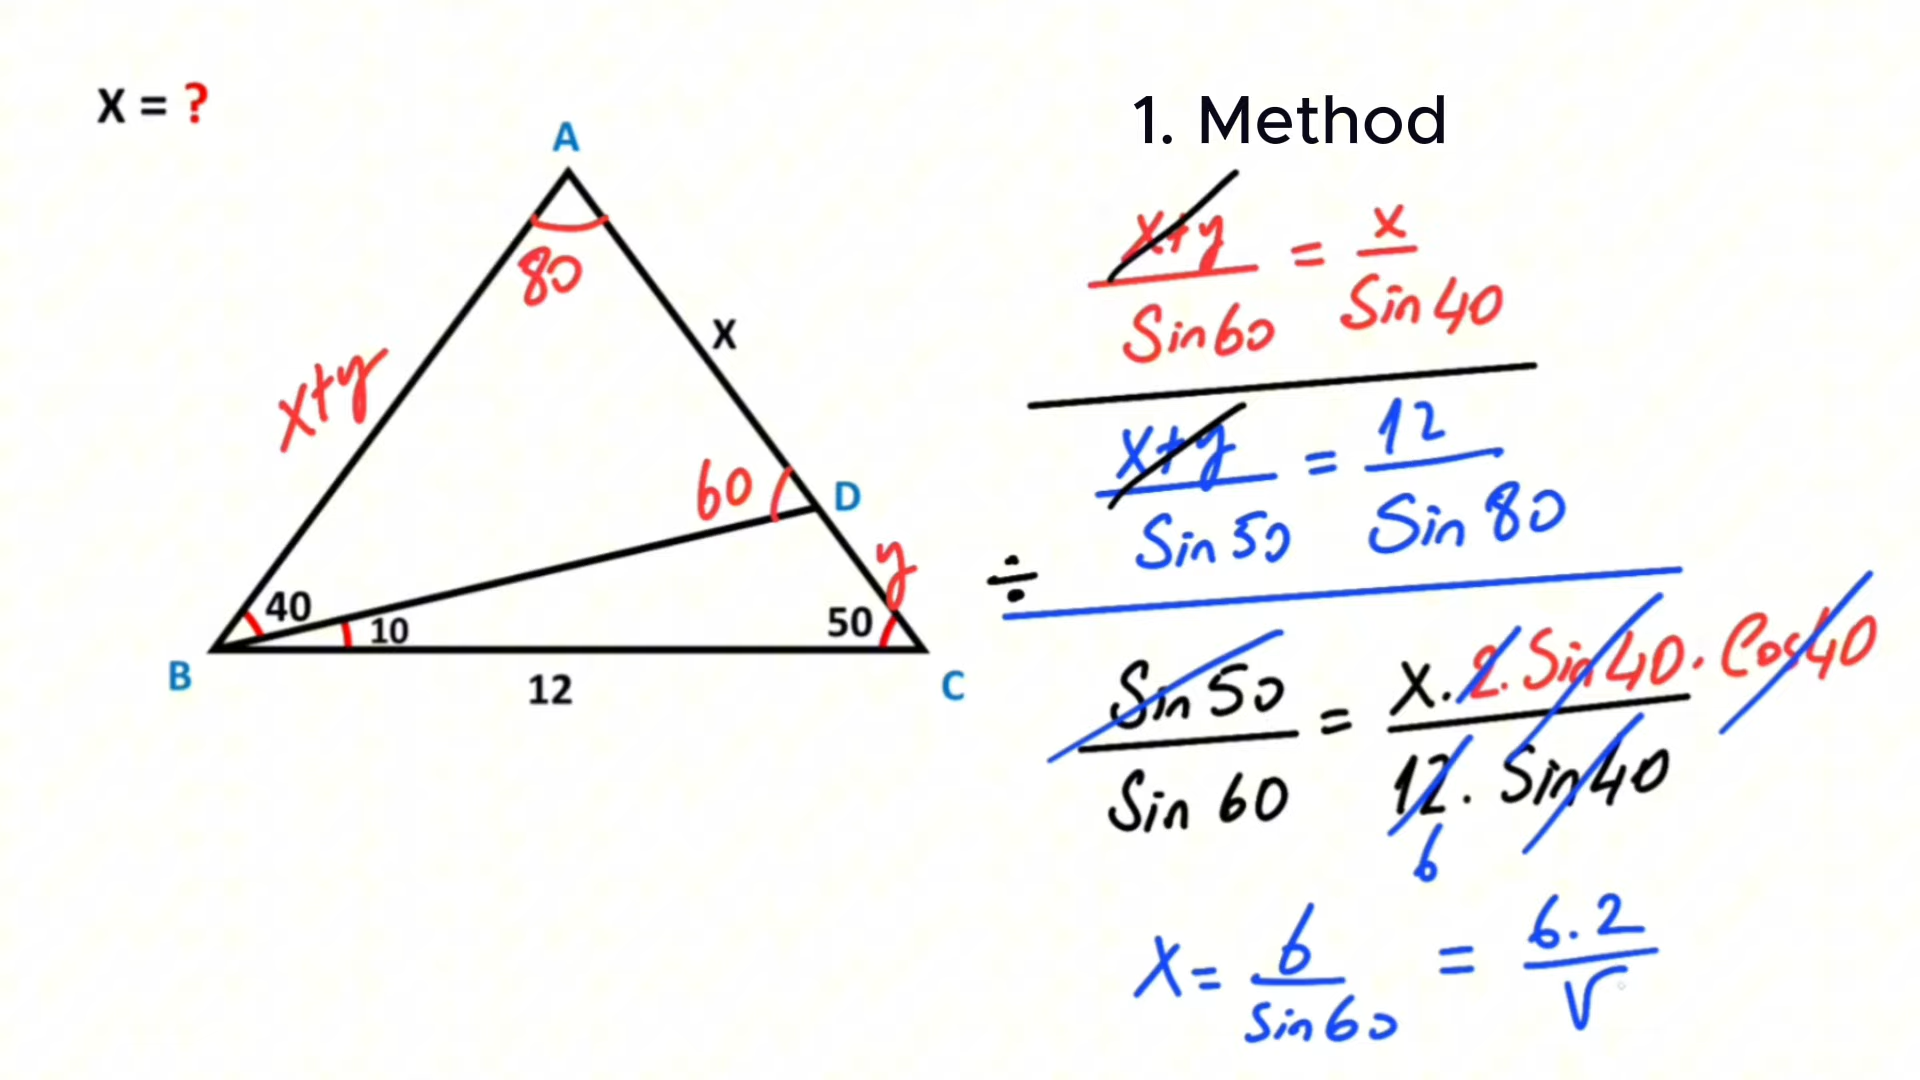 X = ?
A
80
X
x+y
60
D
y
40
10
50
B
12
C
1. Method
x+y / Sin60 = x / Sin40
x+y / Sin50 = 12 / Sin80
÷
Sin50 / Sin60 = X. 2. Sin40. Cos40 / 12. Sin40
6
X = 6 / Sin60 = 6.2 / √